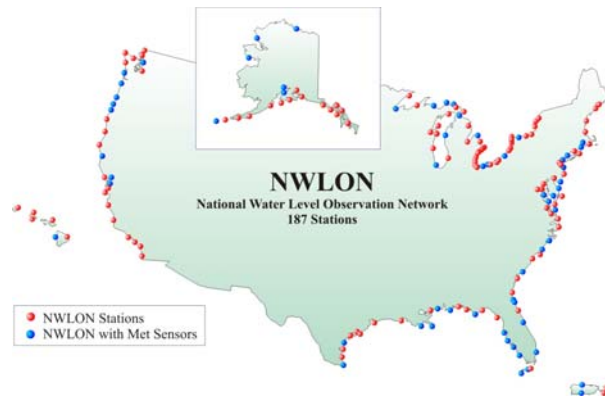 NWLON
National Water Level Observation Network
187 Stations
NWLON Stations
NWLON with Met Sensors